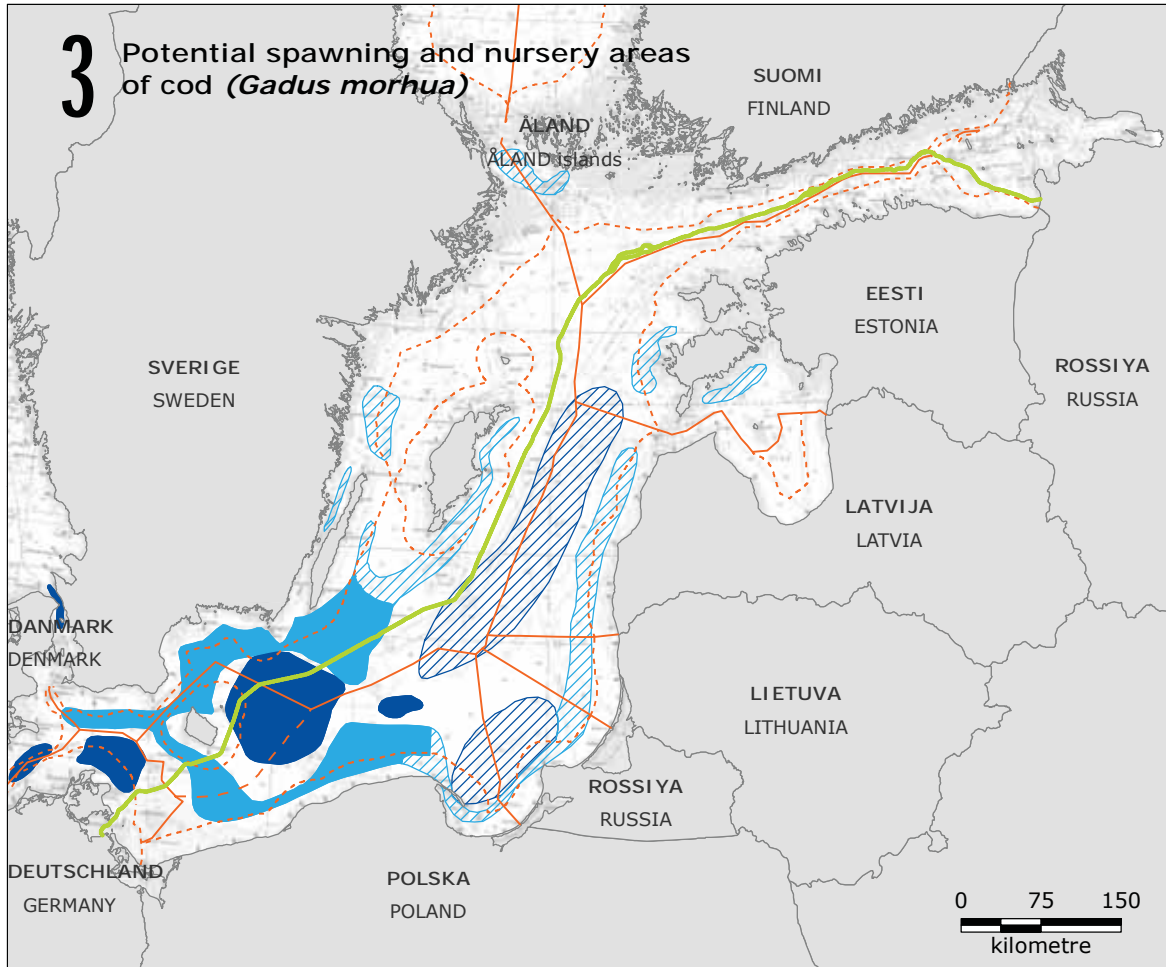 3
Potential spawning and nursery areas
of cod (Gadus morhua)
SUOMI
FINLAND
ÅLAND
ÅLAND islands
EESTI
ESTONIA
SVERIGE
SWEDEN
ROSSIYA
RUSSIA
LATVIJA
LATVIA
DANMARK
DENMARK
LIETUVA
LITHUANIA
ROSSIYA
RUSSIA
DEUTSCHLAND
GERMANY
POLSKA
POLAND
0 75 150
kilometre